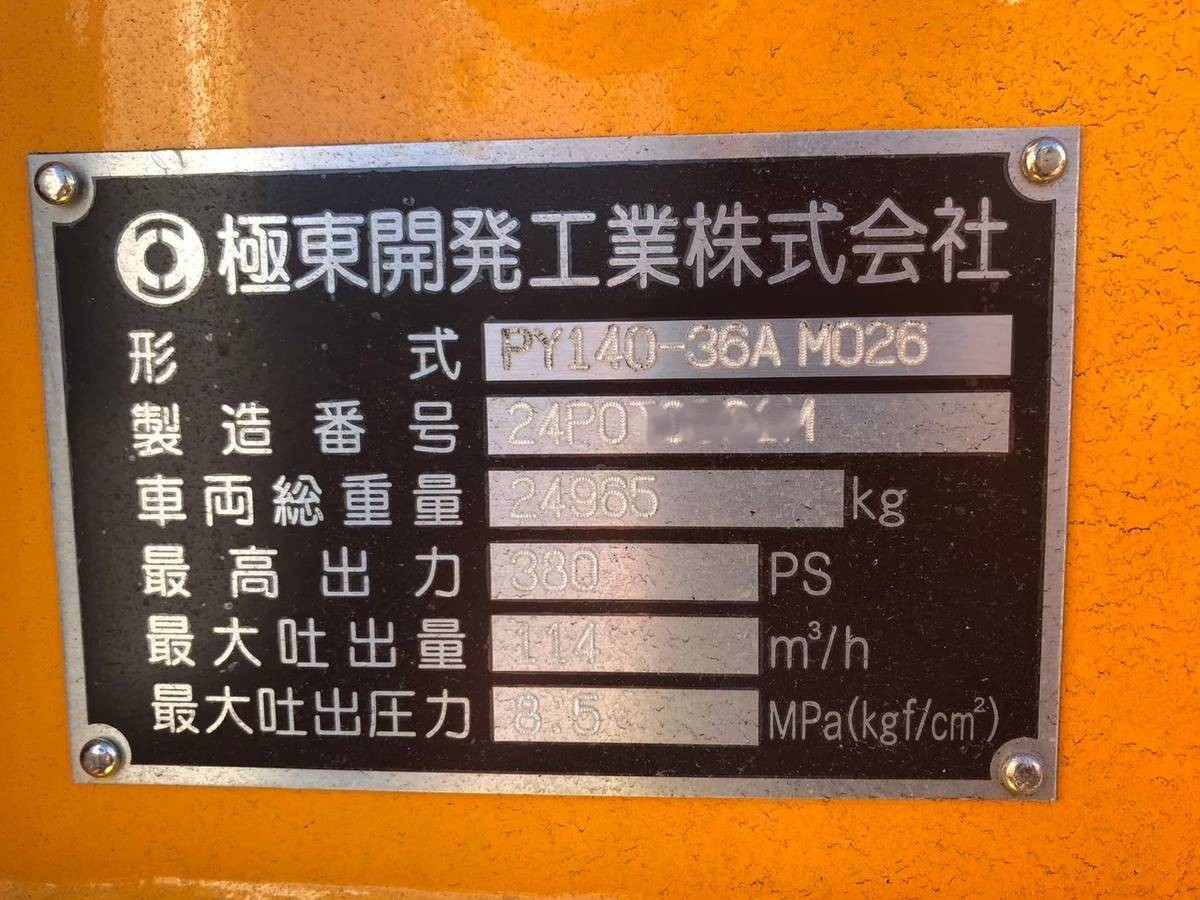 極東開発工業株式会社
形式 PY140-36A M026
製造番号 24P0T
車両総重量 24965 kg
最高出力 380 PS
最大吐出量 114 m³/h
最大吐出圧力 8.5 MPa(kgf/cm²)